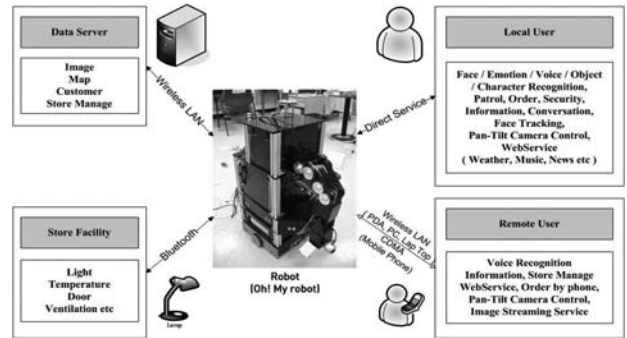 Data Server
Image
Map
Customer
Store Manage
Wireless LAN
Local User
Face / Emotion / Voice / Object
/ Character Recognition,
Patrol, Order, Security,
Information, Conversation,
Face Tracking,
Pan-Tilt Camera Control,
WebService
( Weather, Music, News etc )
Direct Service
Store Facility
Light
Temperature
Door
Ventilation etc
Bluetooth
Lamp
Robot
(Oh! My robot)
Wireless LAN
( PDA, PC, Lap Top )
CDMA
(Mobile Phone)
Remote User
Voice Recognition
Information, Store Manage
WebService, Order by phone,
Pan-Tilt Camera Control,
Image Streaming Service